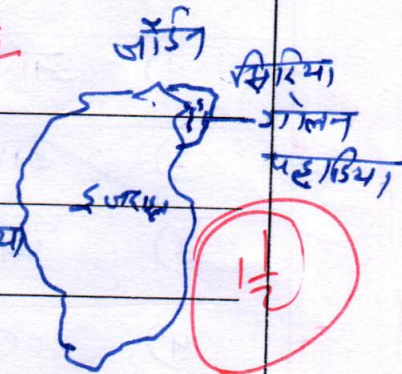 जॉर्डन
सिरिया
गोलन
पहाडिया
इजराइल
या
1½